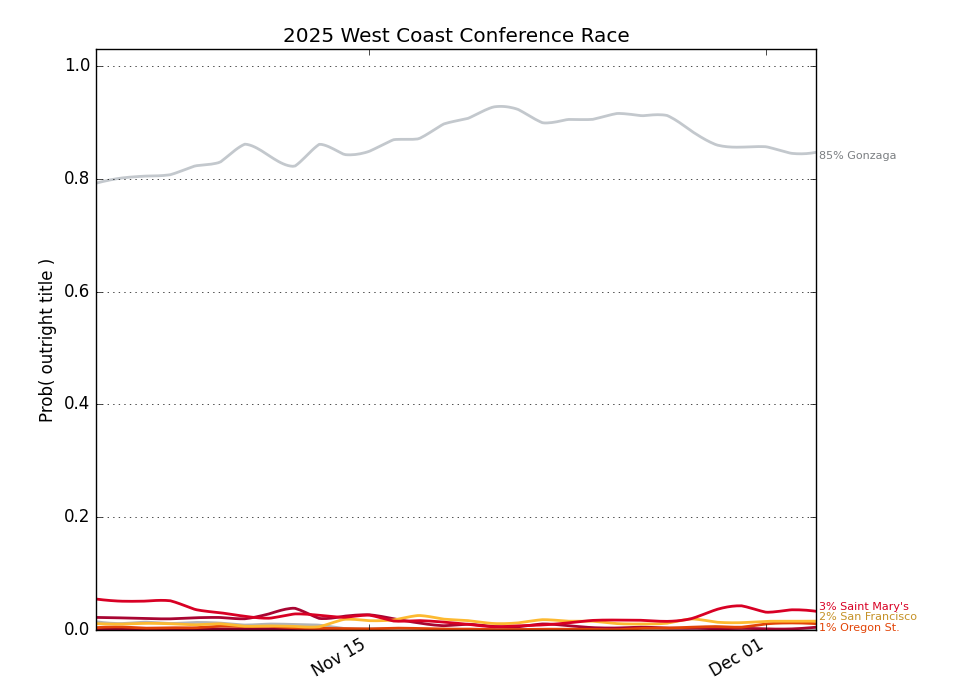 2025 West Coast Conference Race
Prob( outright title )
1.0
0.8
0.6
0.4
0.2
0.0
Nov 15
Dec 01
85% Gonzaga
3% Saint Mary's
2% San Francisco
1% Oregon St.